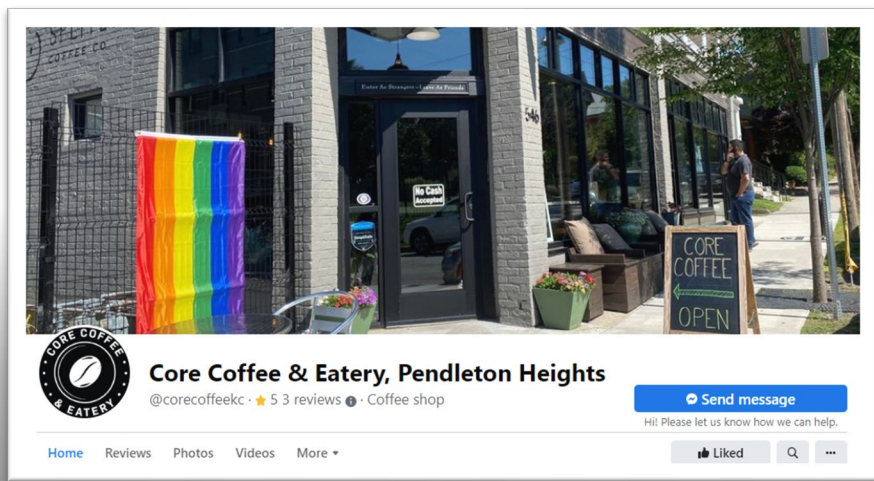 COFFEE CO.
Enter As Strangers - Leave As Friends
546
No Cash
Accepted
CORE
COFFEE
OPEN
CORE COFFEE
& EATERY
Core Coffee & Eatery, Pendleton Heights
@corecoffeekc · ★ 5 3 reviews · Coffee shop
Send message
Hi! Please let us know how we can help.
Home Reviews Photos Videos More
Liked